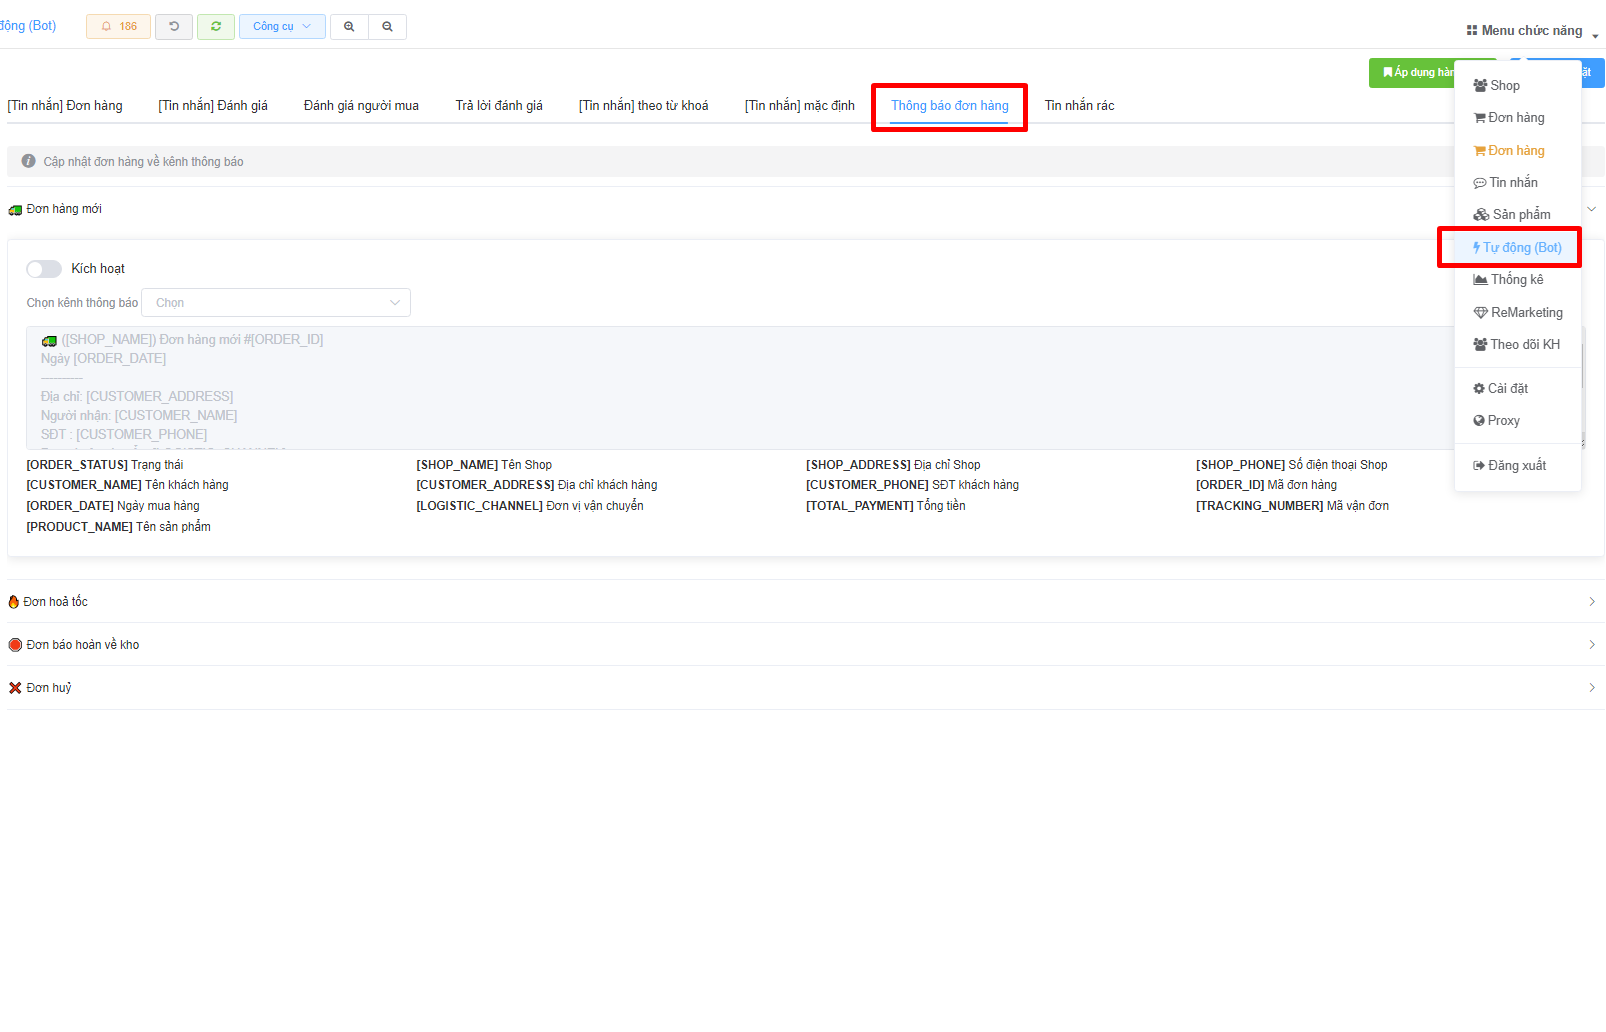 động (Bot)
186
Công cụ
Menu chức năng
Áp dụng hàn
[Tin nhắn] Đơn hàng
[Tin nhắn] Đánh giá
Đánh giá người mua
Trả lời đánh giá
[Tin nhắn] theo từ khoá
[Tin nhắn] mặc định
Thông báo đơn hàng
Tin nhắn rác
Cập nhật đơn hàng về kênh thông báo
Đơn hàng mới
Kích hoạt
Chọn kênh thông báo
Chọn
([SHOP_NAME]) Đơn hàng mới #[ORDER_ID]
Ngày [ORDER_DATE]
-----------
Địa chỉ: [CUSTOMER_ADDRESS]
Người nhận: [CUSTOMER_NAME]
SĐT : [CUSTOMER_PHONE]
[ORDER_STATUS] Trạng thái
[SHOP_NAME] Tên Shop
[SHOP_ADDRESS] Địa chỉ Shop
[SHOP_PHONE] Số điện thoại Shop
[CUSTOMER_NAME] Tên khách hàng
[CUSTOMER_ADDRESS] Địa chỉ khách hàng
[CUSTOMER_PHONE] SĐT khách hàng
[ORDER_ID] Mã đơn hàng
[ORDER_DATE] Ngày mua hàng
[LOGISTIC_CHANNEL] Đơn vị vận chuyển
[TOTAL_PAYMENT] Tổng tiền
[TRACKING_NUMBER] Mã vận đơn
[PRODUCT_NAME] Tên sản phẩm
Đơn hoả tốc
Đơn báo hoàn về kho
Đơn huỷ
Shop
Đơn hàng
Đơn hàng
Tin nhắn
Sản phẩm
Tự động (Bot)
Thống kê
ReMarketing
Theo dõi KH
Cài đặt
Proxy
Đăng xuất